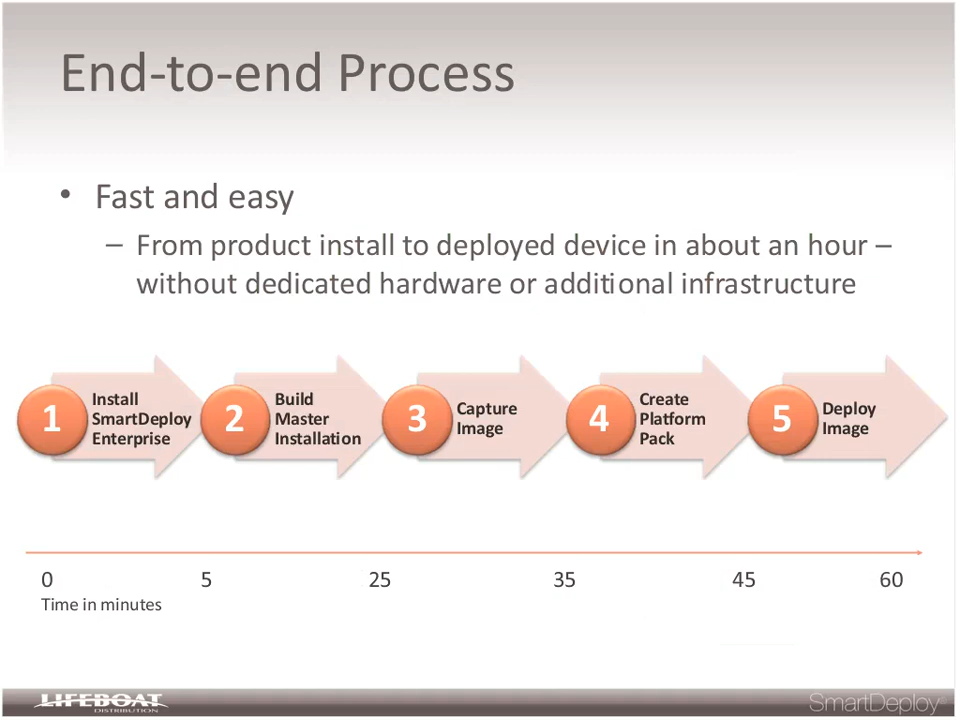 End-to-end Process
• Fast and easy
– From product install to deployed device in about an hour –
without dedicated hardware or additional infrastructure
1
Install
SmartDeploy
Enterprise
2
Build
Master
Installation
3
Capture
Image
4
Create
Platform
Pack
5
Deploy
Image
0 5 25 35 45 60
Time in minutes
LIFEBOAT
DISTRIBUTION
SmartDeploy